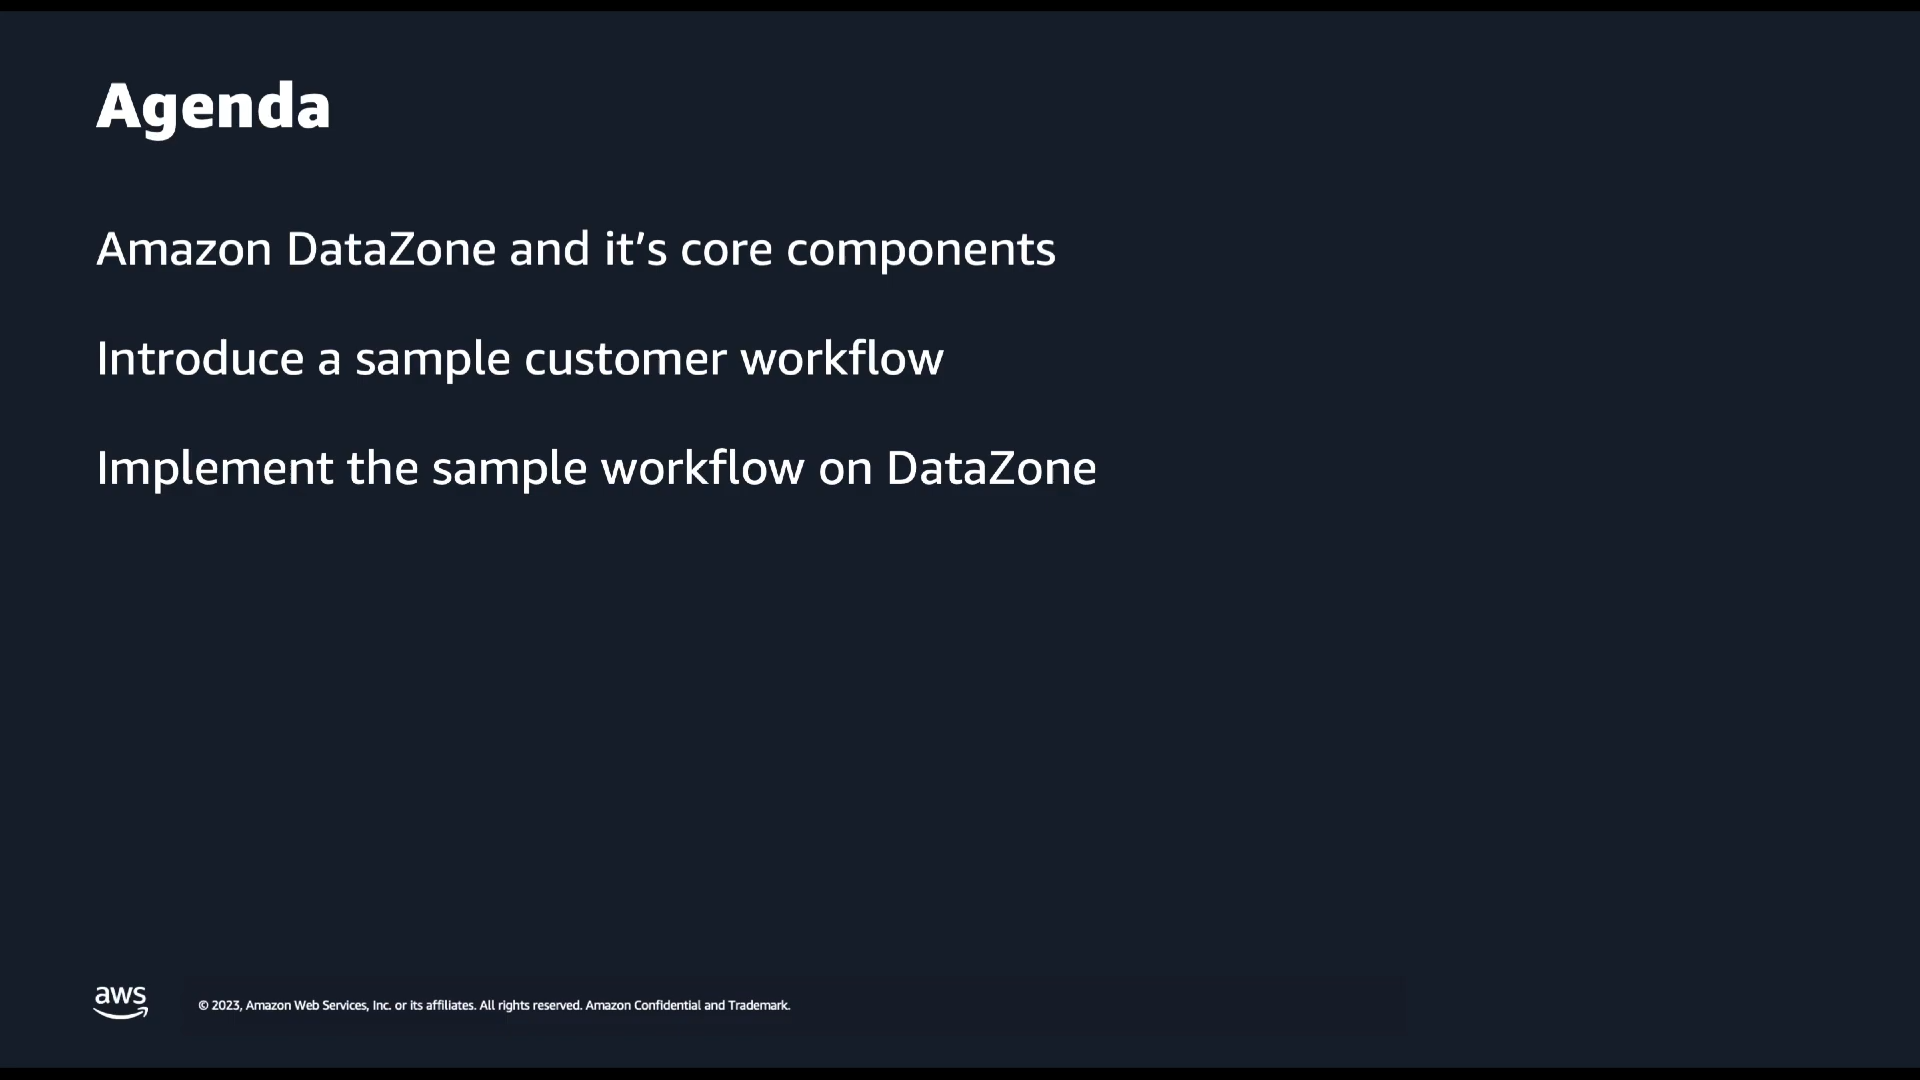 Agenda
Amazon DataZone and it’s core components
Introduce a sample customer workflow
Implement the sample workflow on DataZone
aws
© 2023, Amazon Web Services, Inc. or its affiliates. All rights reserved. Amazon Confidential and Trademark.